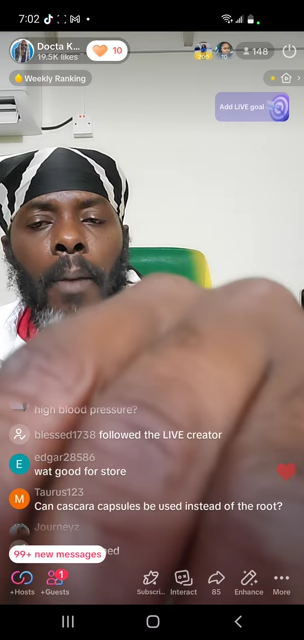 7:02
Docta K...
19.5K likes
10
148
Weekly Ranking
Add LIVE goal
high blood pressure?
blessed1738 followed the LIVE creator
E
edgar28586
wat good for store
M
Taurus123
Can cascara capsules be used instead of the root?
Journeyz
99+ new messages
ed
1
+Hosts
+Guests
Subscri...
Interact
85
Enhance
More